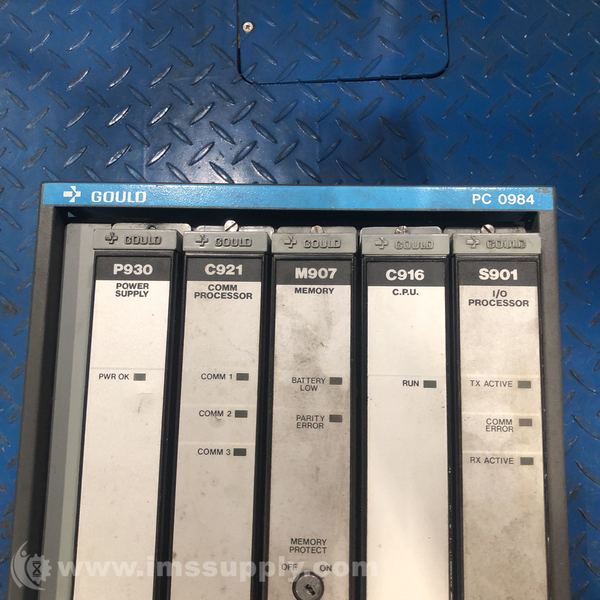 GOULD
PC 0984
GOULD
GOULD
GOULD
GOULD
GOULD
P930
POWER
SUPPLY
PWR OK
C921
COMM
PROCESSOR
COMM 1
COMM 2
COMM 3
M907
MEMORY
BATTERY
LOW
PARITY
ERROR
MEMORY
PROTECT
OFF ON
C916
C.P.U.
RUN
S901
I/O
PROCESSOR
TX ACTIVE
COMM
ERROR
RX ACTIVE
www.imssupply.com